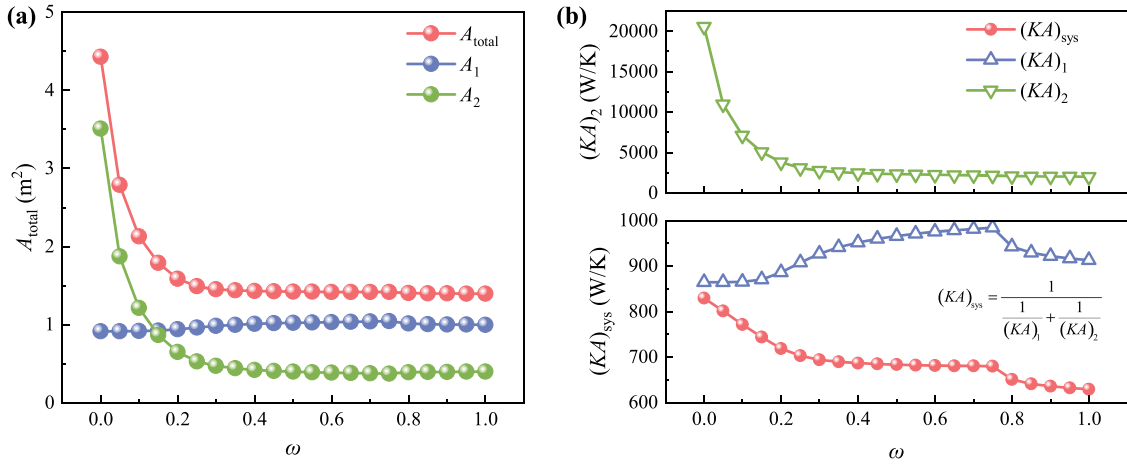 (a)
5
4
3
2
1
0
A_total (m²)
A_total
A_1
A_2
0.0 0.2 0.4 0.6 0.8 1.0
ω
(b)
20000
15000
10000
5000
0
(KA)_2 (W/K)
(KA)_sys
(KA)_1
(KA)_2
1000
900
800
700
600
(KA)_sys (W/K)
(KA)_sys = 1 / (1/(KA)_1 + 1/(KA)_2)
0.0 0.2 0.4 0.6 0.8 1.0
ω